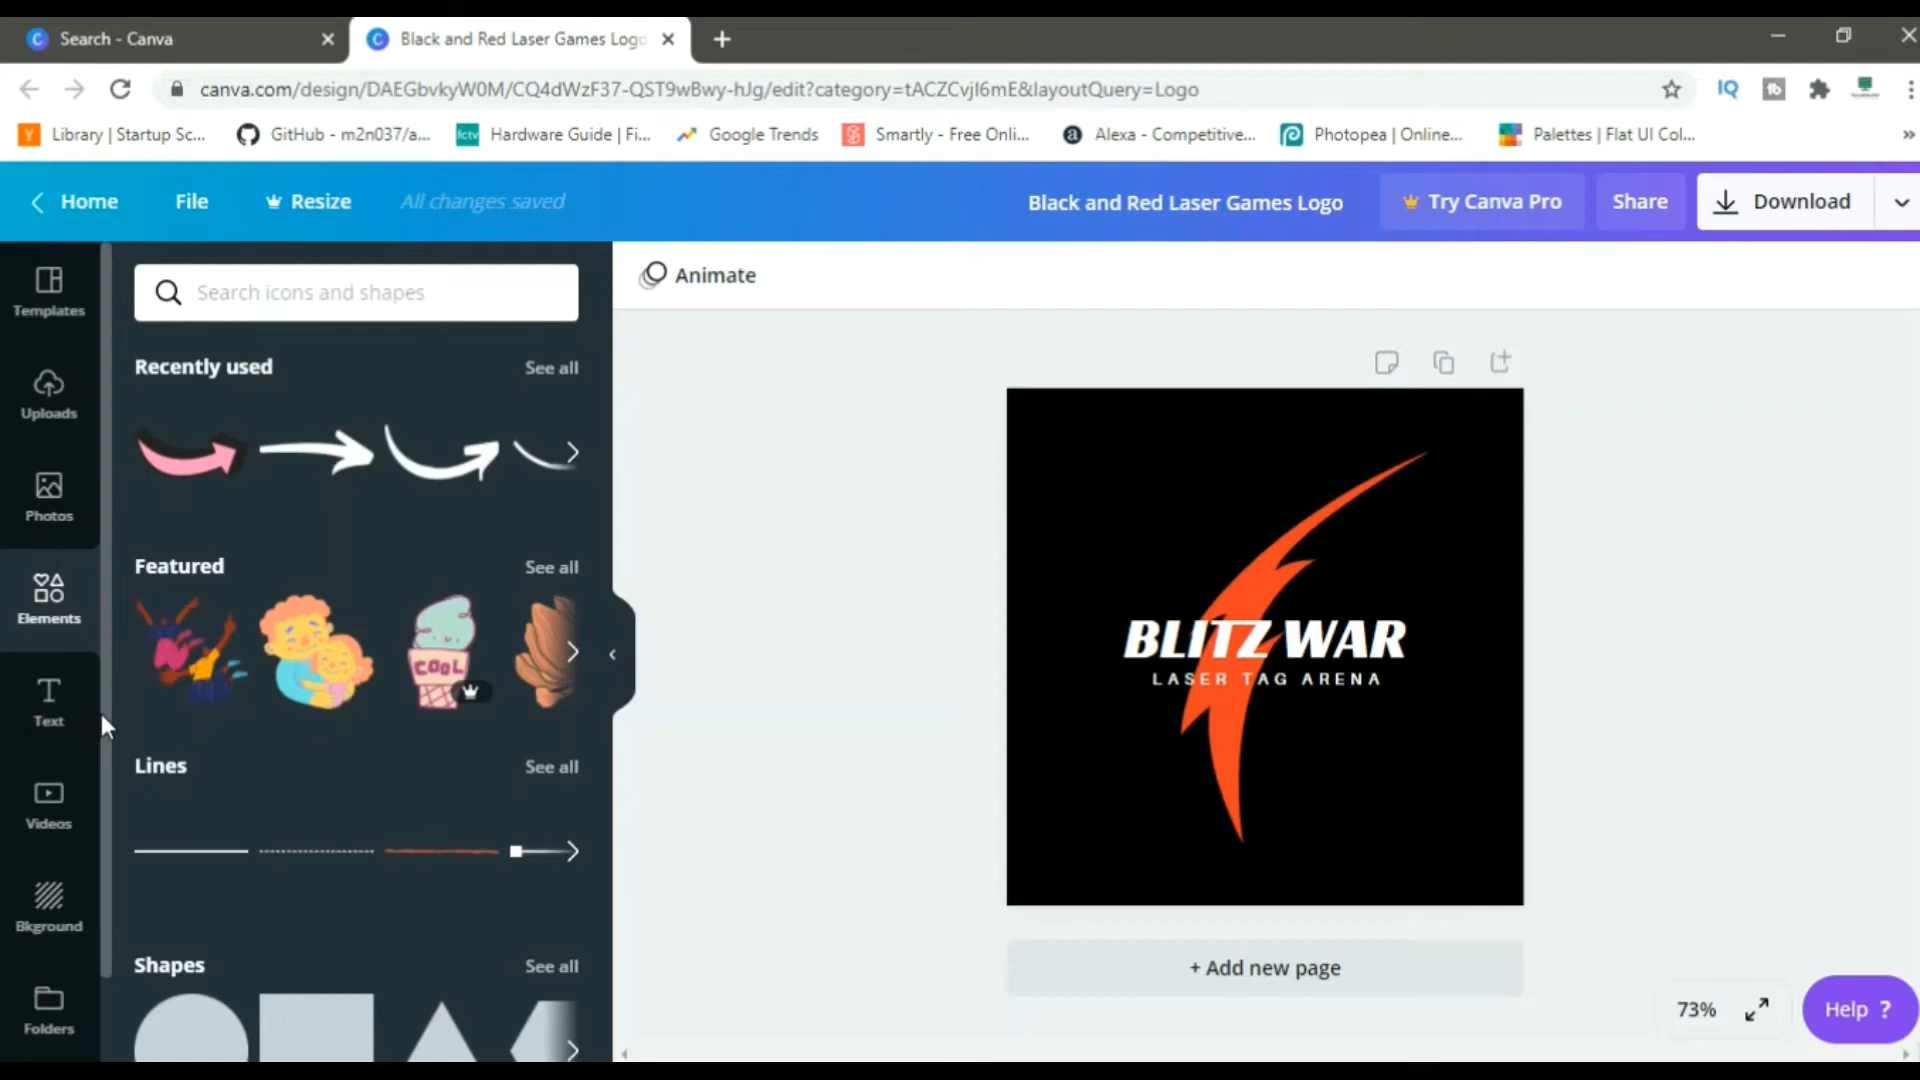 Search - Canva
Black and Red Laser Games Logo
canva.com/design/DAEGbvkyW0M/CQ4dWzF37-QST9wBwy-hJg/edit?category=tACZCvjI6mE&layoutQuery=Logo
IQ
Library | Startup Sc...
GitHub - m2n037/a...
fctv
Hardware Guide | Fi...
Google Trends
Smartly - Free Onli...
Alexa - Competitive...
Photopea | Online...
Palettes | Flat UI Col...
Home
File
Resize
All changes saved
Black and Red Laser Games Logo
Try Canva Pro
Share
Download
Templates
Uploads
Photos
Elements
Text
Videos
Bkground
Folders
Search icons and shapes
Recently used
See all
Featured
See all
COOL
Lines
See all
Shapes
See all
Animate
BLITZ WAR
LASER TAG ARENA
+ Add new page
73%
Help ?